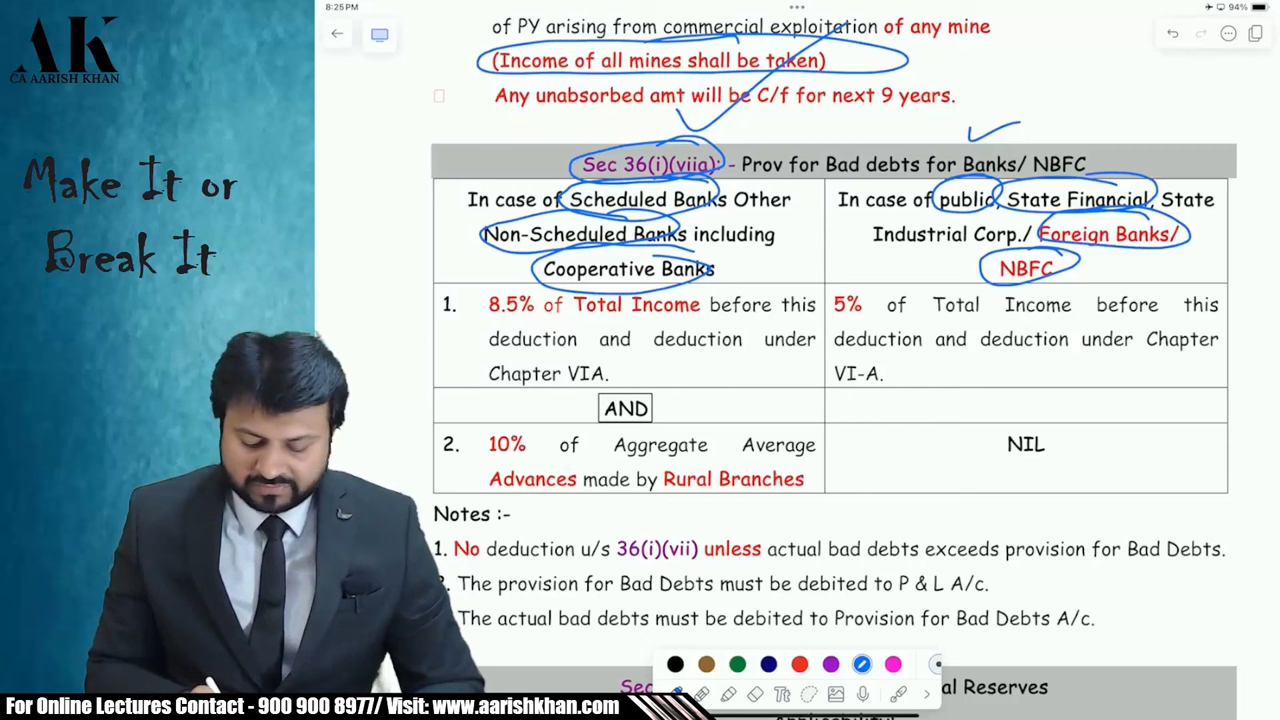 8:25 PM
94%
AK
CA AARISH KHAN
Make It or
Break It
of PY arising from commercial exploitation of any mine
(Income of all mines shall be taken)
Any unabsorbed amt will be C/f for next 9 years.
Sec 36(i)(viia): - Prov for Bad debts for Banks/ NBFC
In case of Scheduled Banks Other
Non-Scheduled Banks including
Cooperative Banks
In case of public, State Financial, State
Industrial Corp./ Foreign Banks/
NBFC
1. 8.5% of Total Income before this
deduction and deduction under
Chapter VIA.
5% of Total Income before this
deduction and deduction under Chapter
VI-A.
AND
2. 10% of Aggregate Average
Advances made by Rural Branches
NIL
Notes :-
1. No deduction u/s 36(i)(vii) unless actual bad debts exceeds provision for Bad Debts.
The provision for Bad Debts must be debited to P & L A/c.
The actual bad debts must be debited to Provision for Bad Debts A/c.
Tt
Reserves
For Online Lectures Contact - 900 900 8977/ Visit: www.aarishkhan.com